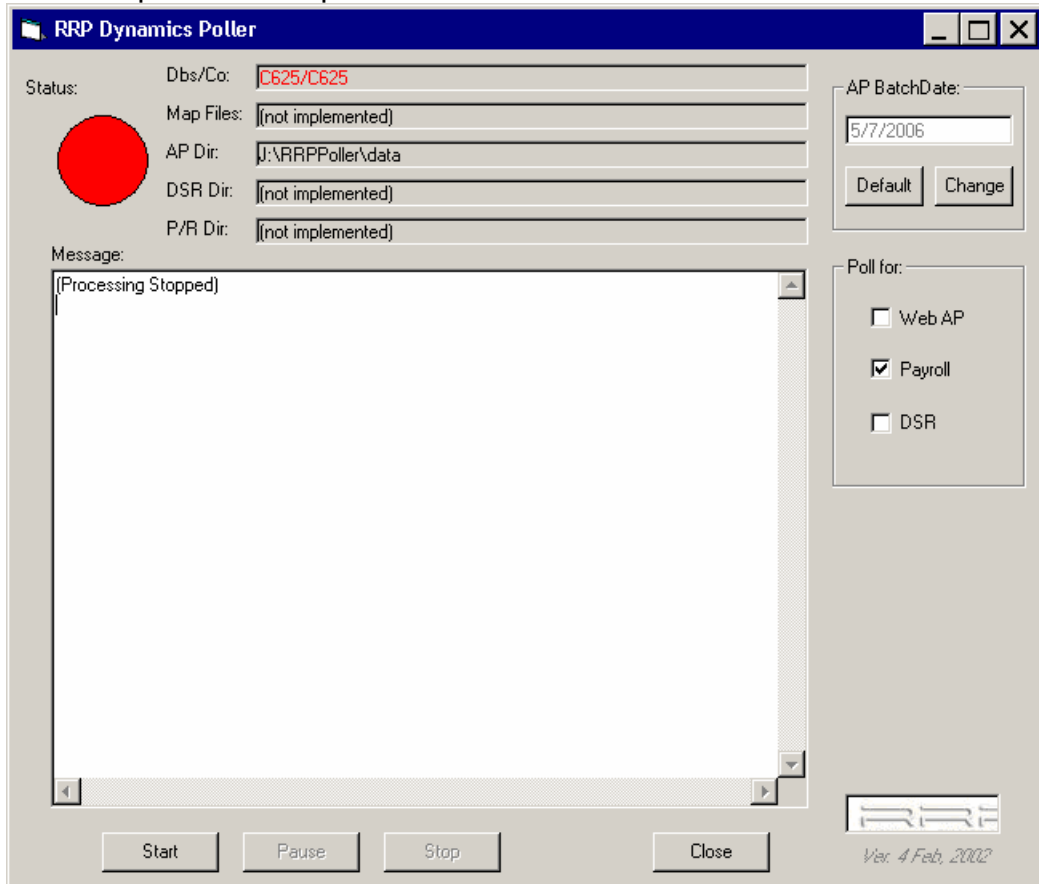 RRP Dynamics Poller
Status:
Dbs/Co: C625/C625
Map Files: (not implemented)
AP Dir: J:\RRPPoller\data
DSR Dir: (not implemented)
P/R Dir: (not implemented)
Message:
(Processing Stopped)
AP BatchDate:
5/7/2006
Default Change
Poll for:
Web AP
Payroll
DSR
Start Pause Stop Close
Ver. 4 Feb, 2002